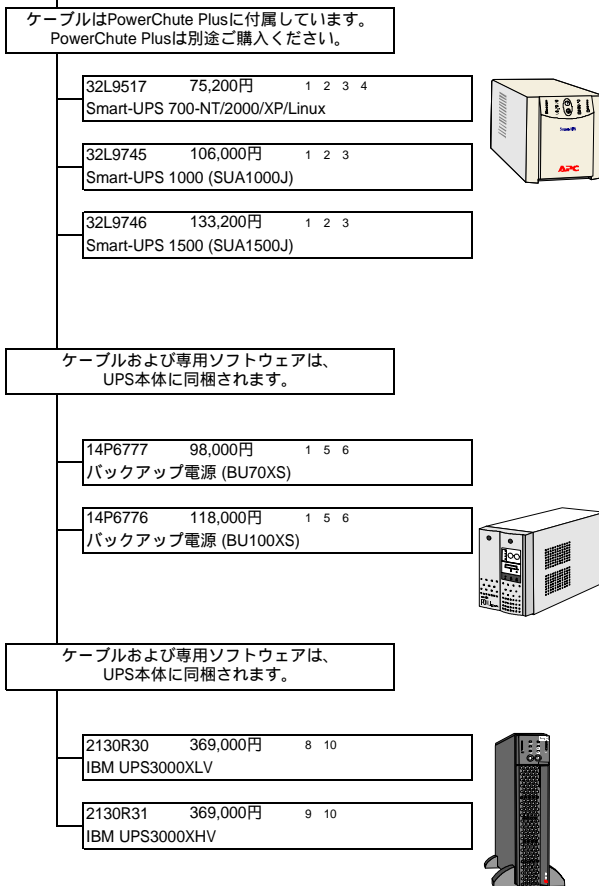 ケーブルはPowerChute Plusに付属しています。
PowerChute Plusは別途ご購入ください。
32L9517 75,200円 1 2 3 4
Smart-UPS 700-NT/2000/XP/Linux
32L9745 106,000円 1 2 3
Smart-UPS 1000 (SUA1000J)
32L9746 133,200円 1 2 3
Smart-UPS 1500 (SUA1500J)
APC
ケーブルおよび専用ソフトウェアは、
UPS本体に同梱されます。
14P6777 98,000円 1 5 6
バックアップ電源 (BU70XS)
14P6776 118,000円 1 5 6
バックアップ電源 (BU100XS)
ケーブルおよび専用ソフトウェアは、
UPS本体に同梱されます。
2130R30 369,000円 8 10
IBM UPS3000XLV
2130R31 369,000円 9 10
IBM UPS3000XHV